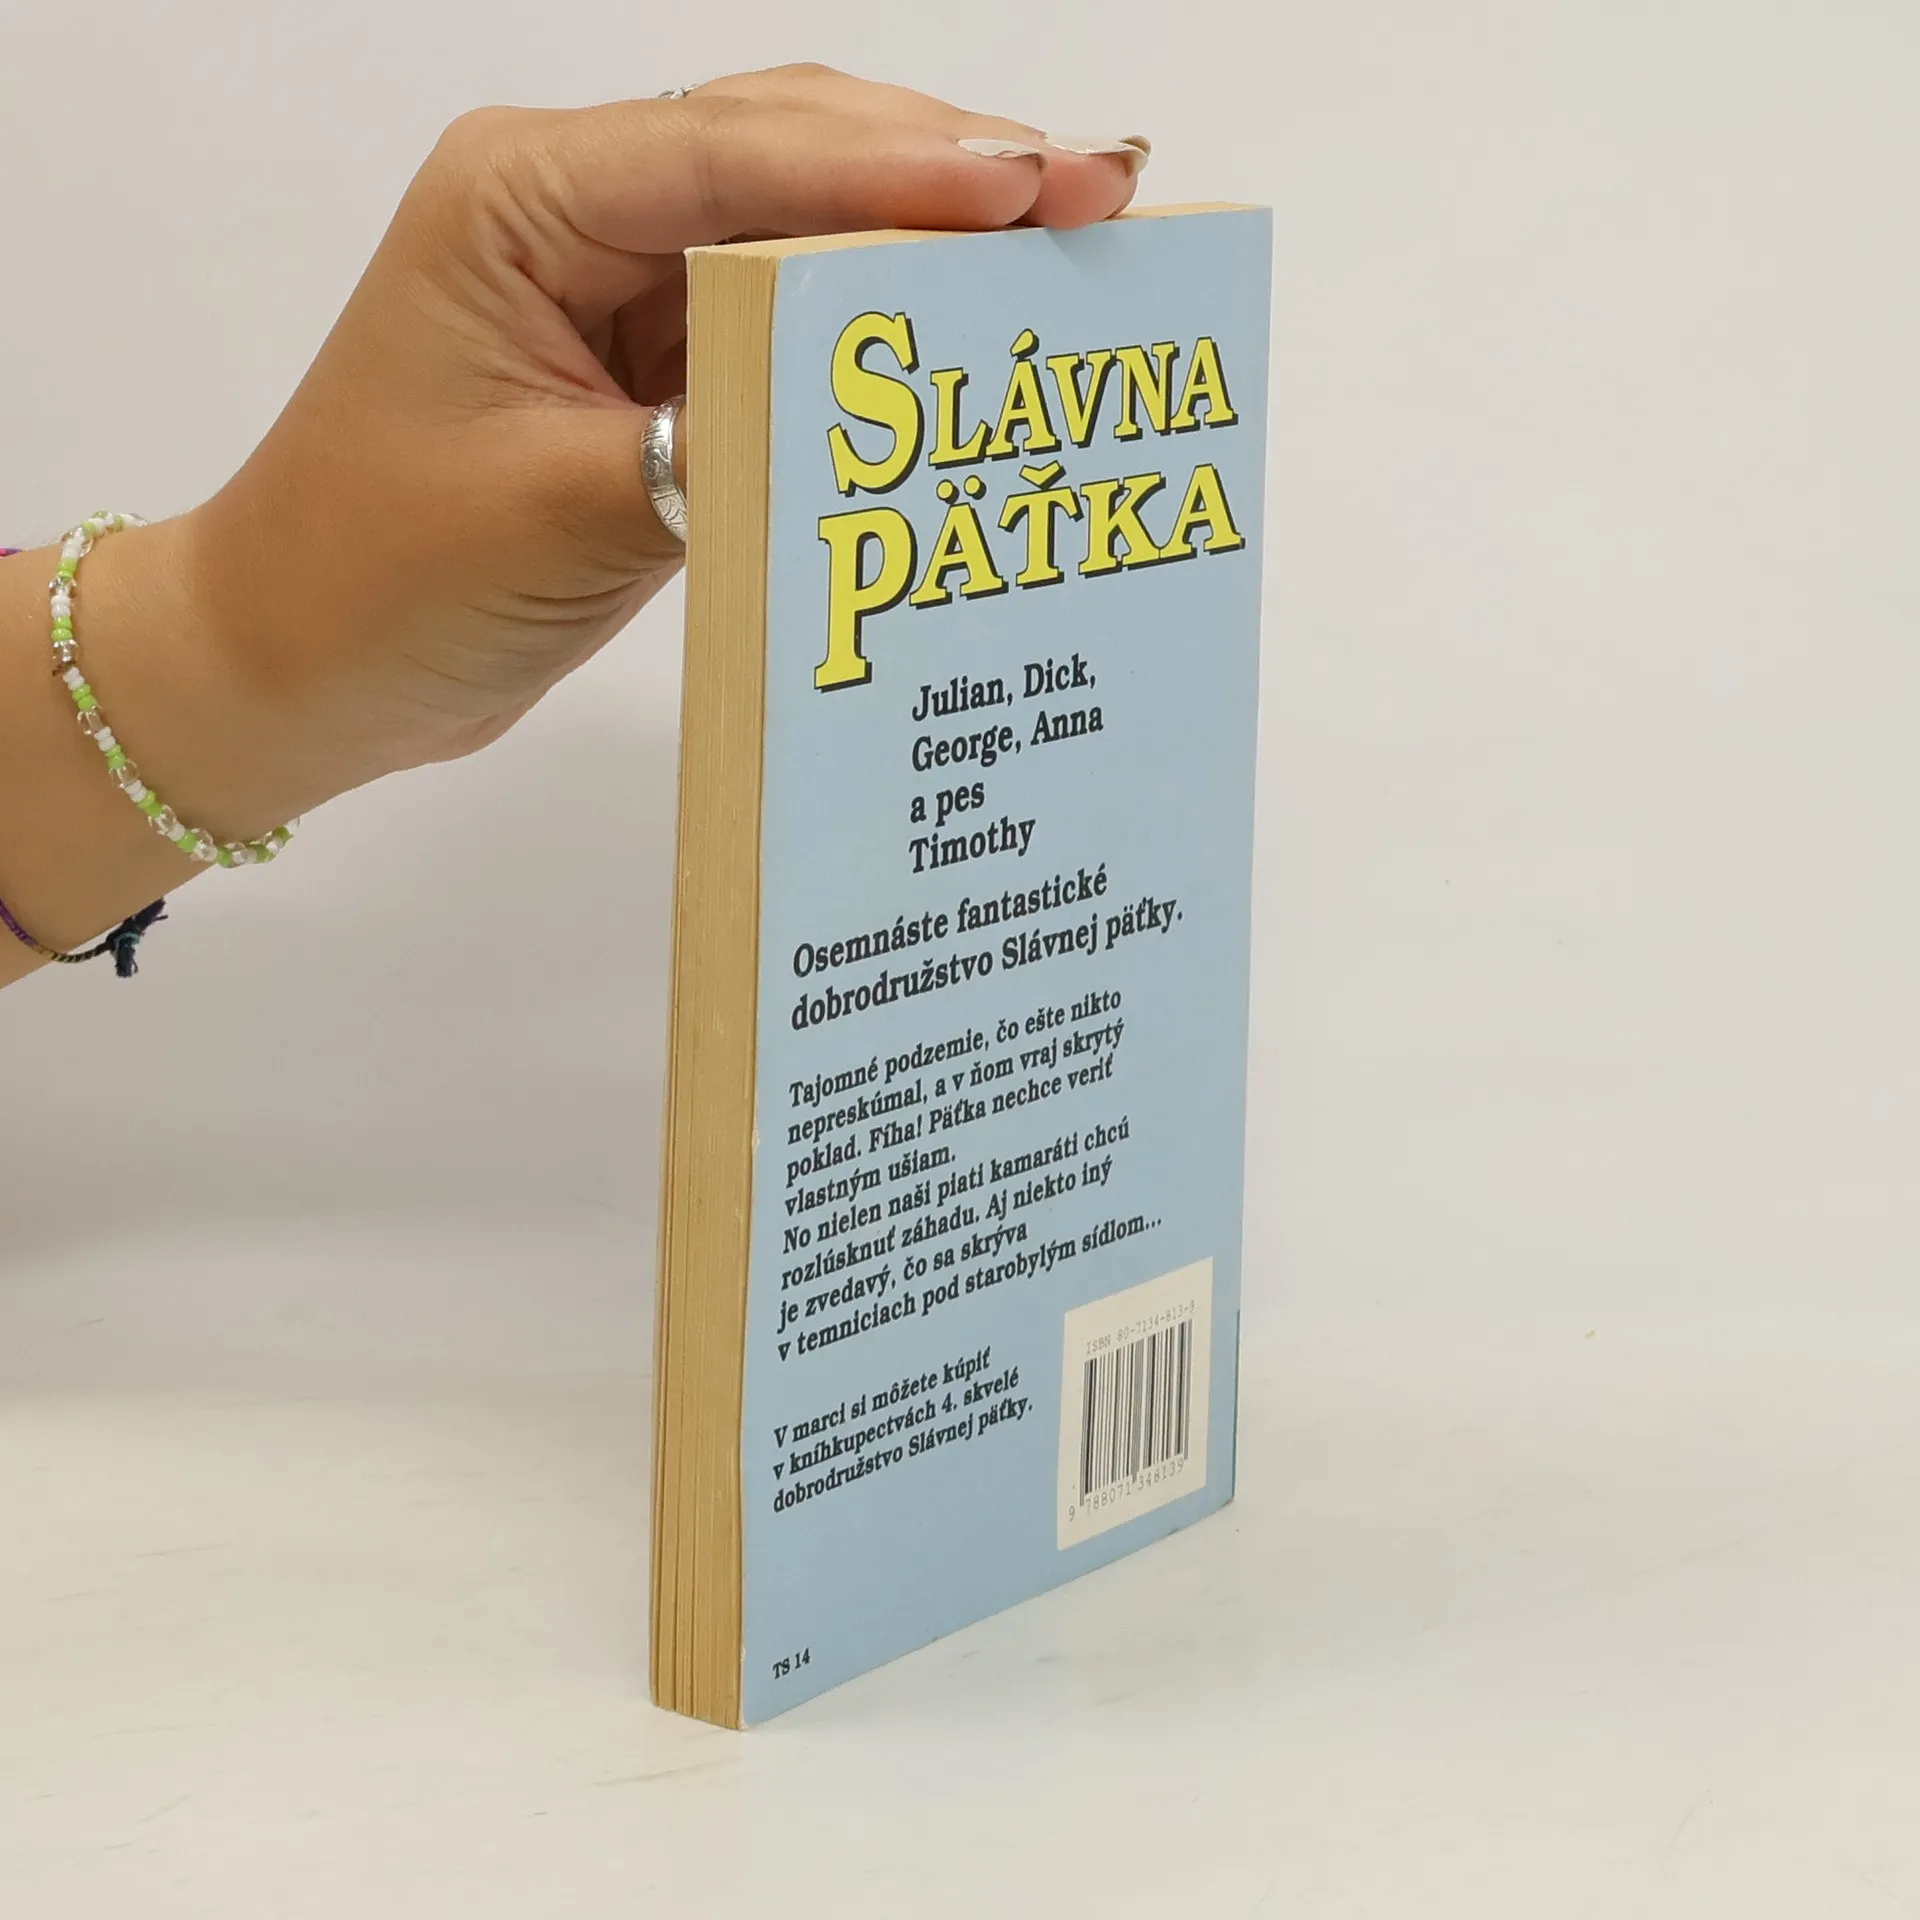 SLÁVNA
PÄŤKA
Julian, Dick,
George, Anna
a pes
Timothy
Osemnáste fantastické
dobrodružstvo Slávnej päťky.
Tajomné podzemie, čo ešte nikto
nepreskúmal, a v ňom vraj skrytý
poklad. Fíha! Päťka nechce veriť
vlastným ušiam.
No nielen naši piati kamaráti chcú
rozlúsknuť záhadu. Aj niekto iný
je zvedavý, čo sa skrýva
v temniciach pod starobylým sídlom...
V marci si môžete kúpiť
v kníhkupectvách 4. skvelé
dobrodružstvo Slávnej päťky.
ISBN 80-7134-813-9
9 788071 348139
TS 14